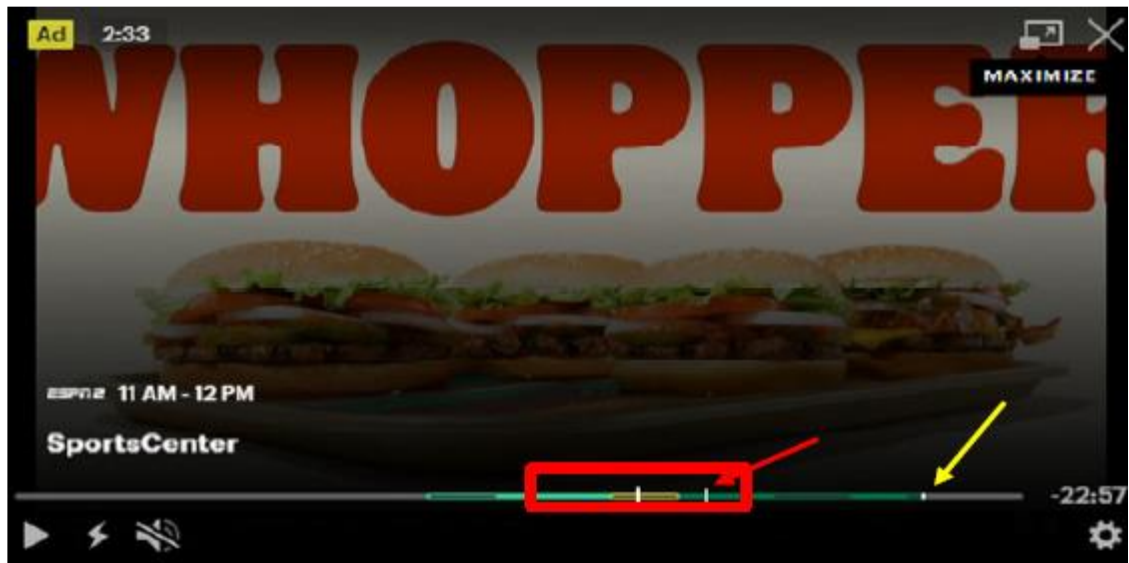 Ad 2:33
MAXIMIZE
WHOPPER
ESPN2 11 AM - 12 PM
SportsCenter
-22:57